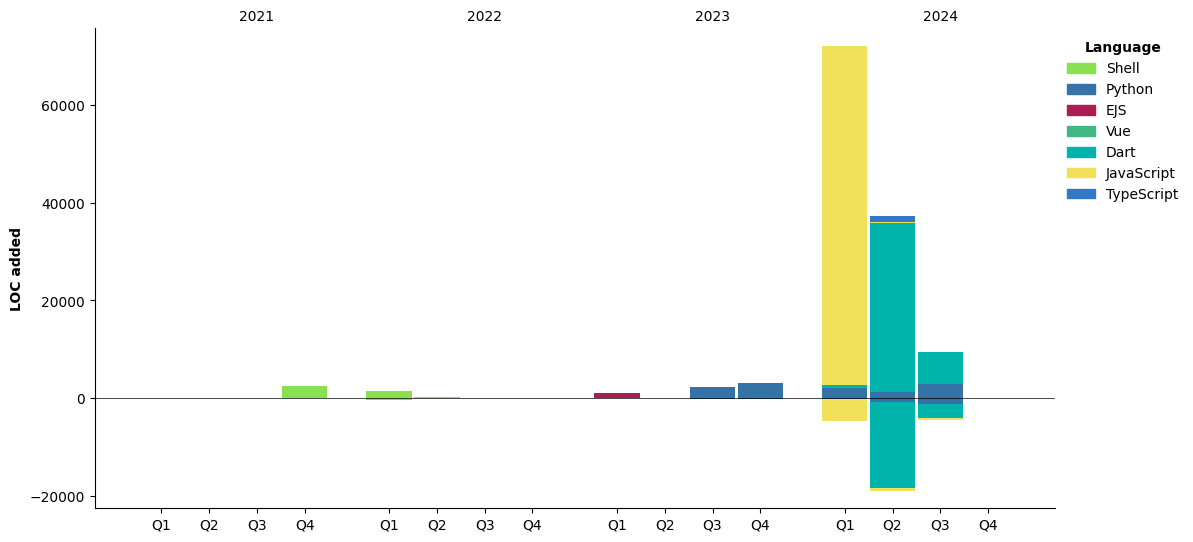 2021 2022 2023 2024
Language
Shell
Python
EJS
Vue
Dart
JavaScript
TypeScript
LOC added
60000
40000
20000
0
−20000
Q1 Q2 Q3 Q4 Q1 Q2 Q3 Q4 Q1 Q2 Q3 Q4 Q1 Q2 Q3 Q4